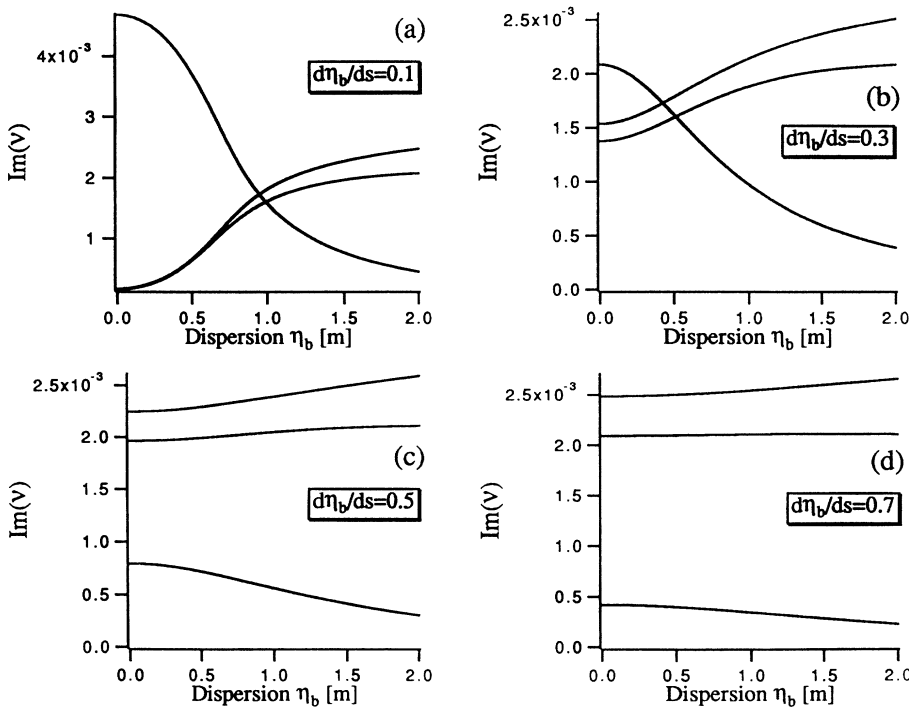 (a)
dη_b/ds=0.1
4x10⁻³
3
2
1
Im(ν)
0.0 0.5 1.0 1.5 2.0
Dispersion η_b [m]
(b)
dη_b/ds=0.3
2.5x10⁻³
2.0
1.5
1.0
0.5
0.0
Im(ν)
0.0 0.5 1.0 1.5 2.0
Dispersion η_b [m]
(c)
dη_b/ds=0.5
2.5x10⁻³
2.0
1.5
1.0
0.5
0.0
Im(ν)
0.0 0.5 1.0 1.5 2.0
Dispersion η_b [m]
(d)
dη_b/ds=0.7
2.5x10⁻³
2.0
1.5
1.0
0.5
0.0
Im(ν)
0.0 0.5 1.0 1.5 2.0
Dispersion η_b [m]